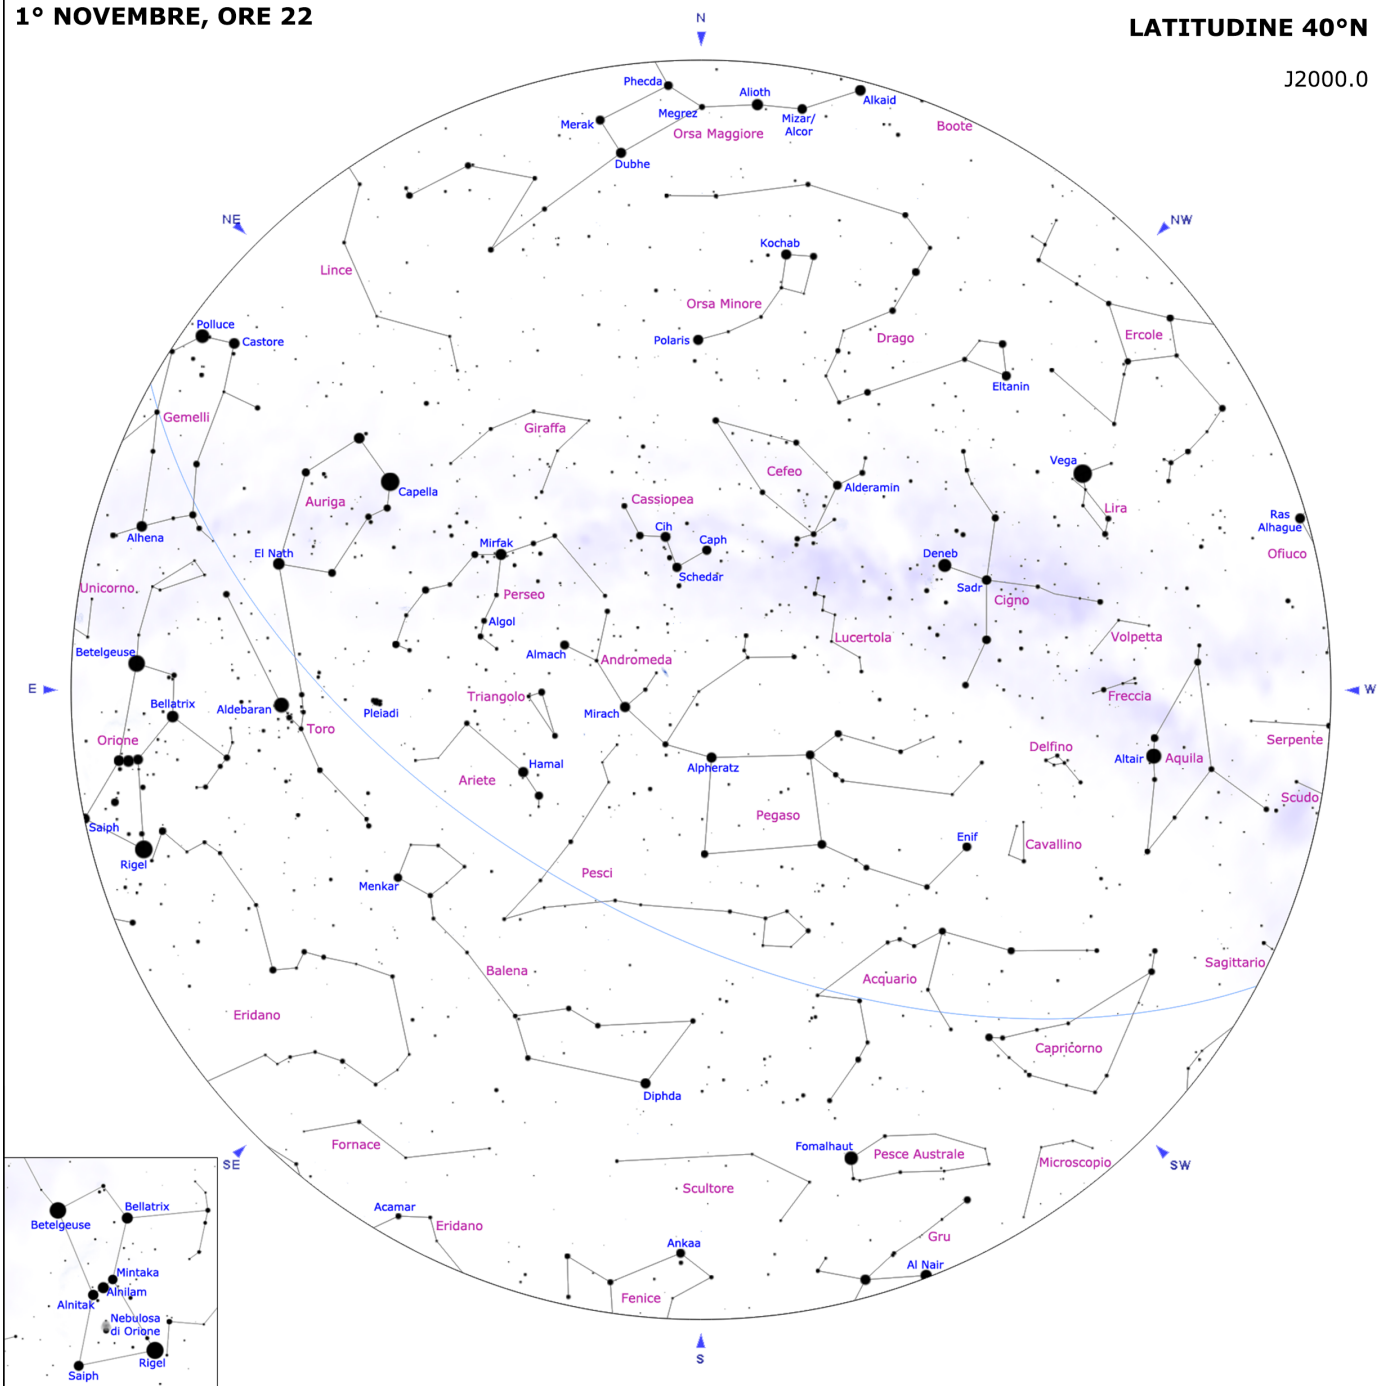 1° NOVEMBRE, ORE 22
LATITUDINE 40°N
J2000.0
N
Phecda
Alioth
Alkaid
Merak
Megrez
Mizar/
Alcor
Orsa Maggiore
Boote
Dubhe
NE
NW
Kochab
Lince
Orsa Minore
Polluce
Castore
Polaris
Drago
Ercole
Eltanin
Gemelli
Giraffa
Vega
Cefeo
Capella
Auriga
Alderamin
Cassiopea
Lira
Ras
Alhague
Alhena
Cih
Caph
Mirfak
El Nath
Deneb
Ofiuco
Schedar
Unicorno
Perseo
Sadr
Cigno
Algol
Lucertola
Volpetta
Betelgeuse
Almach
Andromeda
E
W
Triangolo
Freccia
Bellatrix
Aldebaran
Pleiadi
Mirach
Toro
Orione
Serpente
Delfino
Altair
Aquila
Hamal
Alpheratz
Ariete
Scudo
Pegaso
Saiph
Enif
Cavallino
Rigel
Pesci
Menkar
Balena
Acquario
Sagittario
Eridano
Capricorno
Diphda
Fornace
Fomalhaut
Pesce Australe
Microscopio
SE
SW
Scultore
Acamar
Eridano
Gru
Ankaa
Al Nair
Fenice
S
Betelgeuse
Bellatrix
Mintaka
Alnilam
Alnitak
Nebulosa
di Orione
Rigel
Saiph